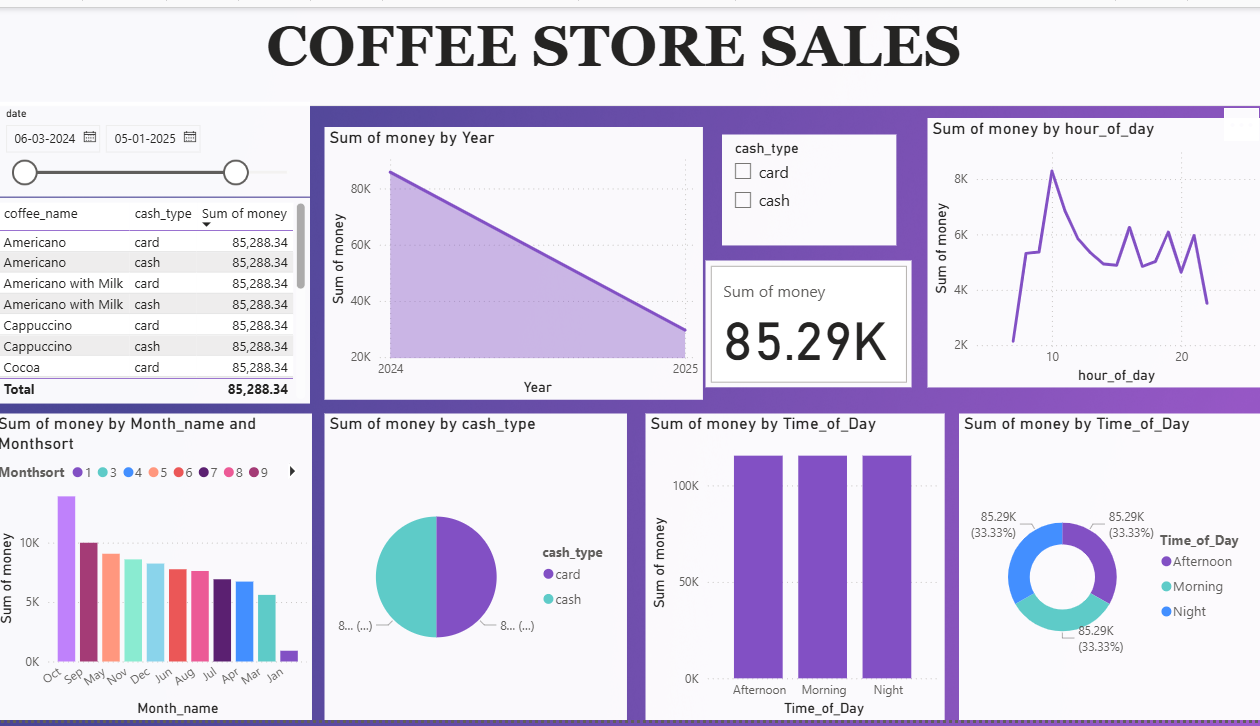 COFFEE STORE SALES
date
06-03-2024 05-01-2025
coffee_name cash_type Sum of money
Americano card 85,288.34
Americano cash 85,288.34
Americano with Milk card 85,288.34
Americano with Milk cash 85,288.34
Cappuccino card 85,288.34
Cappuccino cash 85,288.34
Cocoa card 85,288.34
Total 85,288.34
Sum of money by Year
Sum of money
80K
60K
40K
20K
2024 2025
Year
cash_type
card
cash
Sum of money
85.29K
Sum of money by hour_of_day
Sum of money
8K
6K
4K
2K
10 20
hour_of_day
Sum of money by Month_name and
Monthsort
Monthsort 1 3 4 5 6 7 8 9
Sum of money
10K
5K
0K
Oct Sep May Nov Dec Jun Aug Jul Apr Mar Jan
Month_name
Sum of money by cash_type
8... (...) 8... (...)
cash_type
card
cash
Sum of money by Time_of_Day
Sum of money
100K
50K
0K
Afternoon Morning Night
Time_of_Day
Sum of money by Time_of_Day
85.29K
(33.33%)
85.29K
(33.33%)
85.29K
(33.33%)
Time_of_Day
Afternoon
Morning
Night